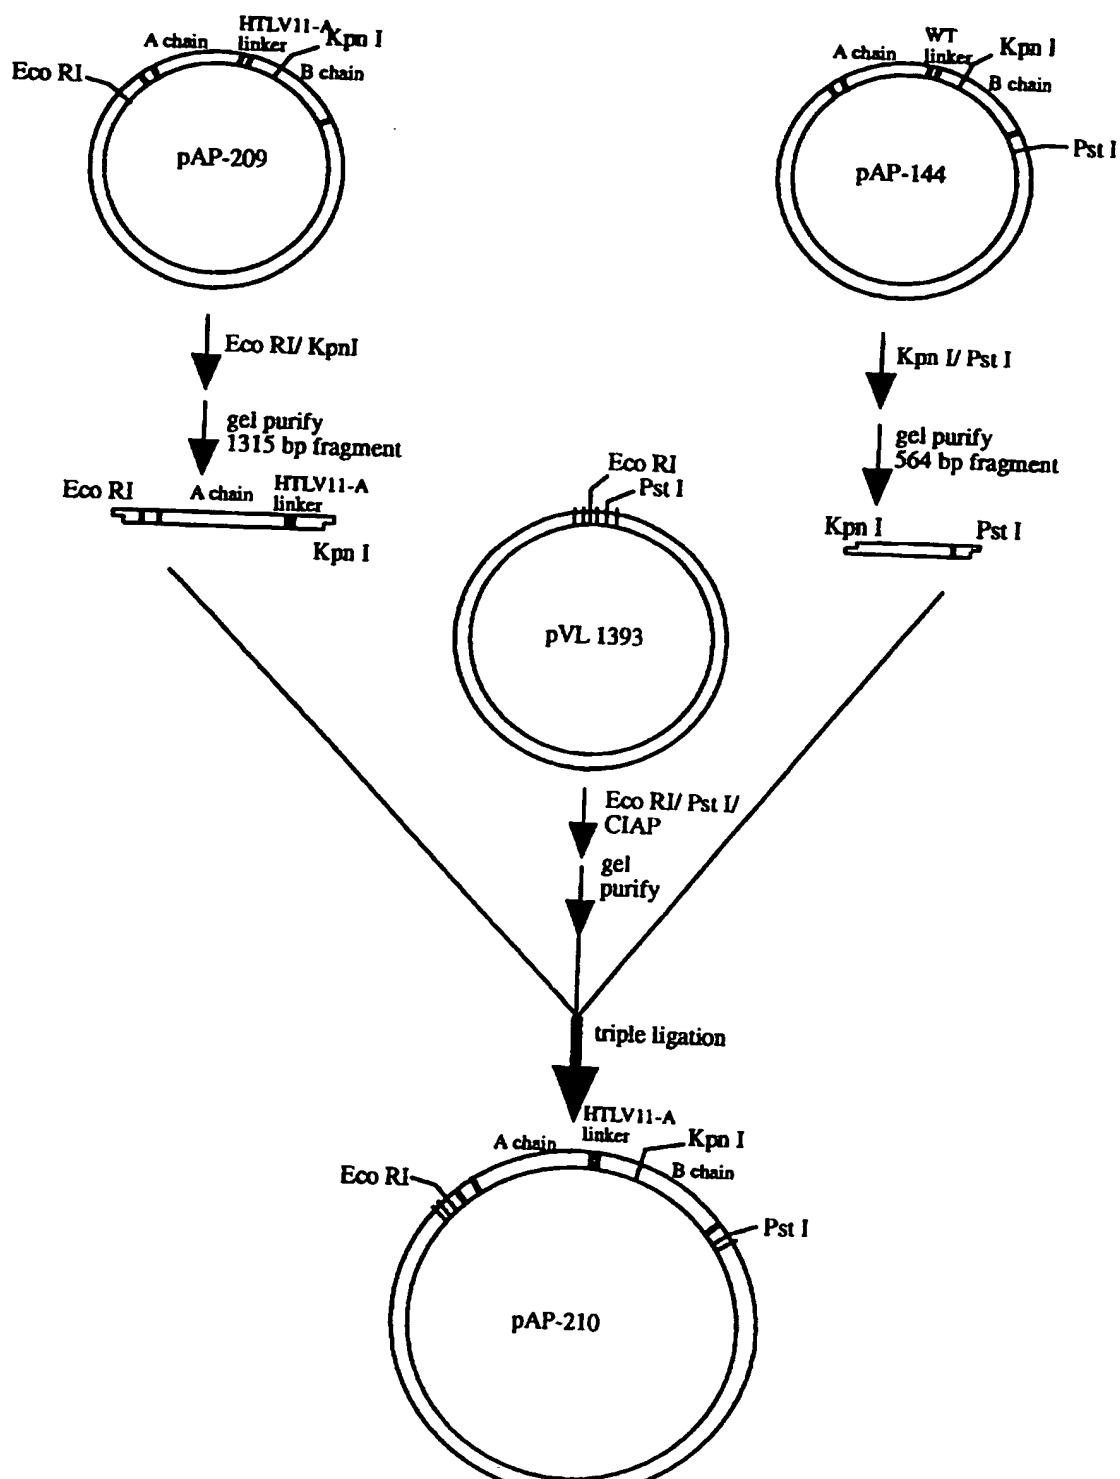 HTLV11-A
A chain
linker
Kpn I
Eco RI
B chain
pAP-209
WT
A chain
linker
Kpn I
B chain
Pst I
pAP-144
Eco RI/ KpnI
gel purify
1315 bp fragment
Kpn I/ Pst I
gel purify
564 bp fragment
Eco RI
A chain
HTLV11-A
linker
Kpn I
Eco RI
Pst I
Kpn I
Pst I
pVL 1393
Eco RI/ Pst I/
CIAP
gel
purify
triple ligation
HTLV11-A
linker
A chain
Kpn I
B chain
Eco RI
Pst I
pAP-210